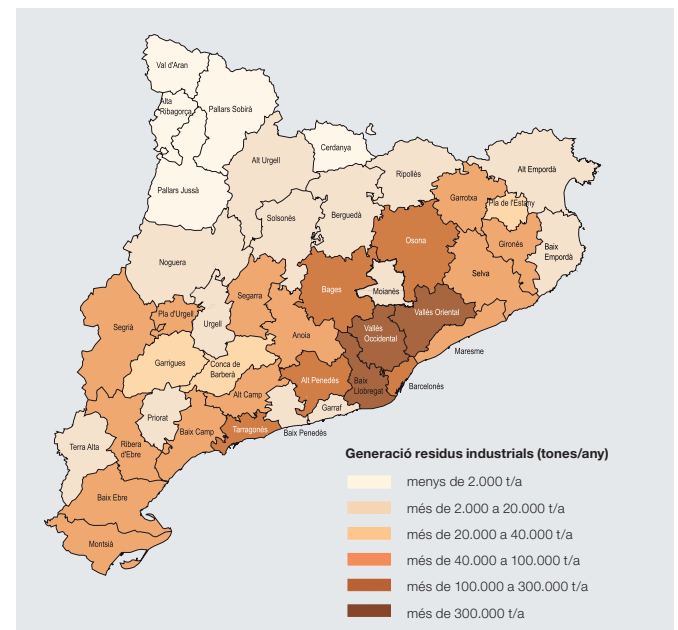 Val d'Aran
Alta
Ribagorça
Pallars Sobirà
Cerdanya
Alt Urgell
Ripollès
Alt Empordà
Pallars Jussà
Garrotxa
Pla de l'Estany
Solsonès
Berguedà
Osona
Gironès
Baix
Empordà
Noguera
Selva
Bages
Moianès
Segarra
Segrià
Pla d'Urgell
Urgell
Vallès Oriental
Vallès
Occidental
Anoia
Maresme
Garrigues
Conca de
Barberà
Alt Penedès
Baix
Llobregat
Barcelonès
Alt Camp
Garraf
Priorat
Baix Camp
Tarragonès
Baix Penedès
Terra Alta
Ribera
d'Ebre
Baix Ebre
Montsià
Generació residus industrials (tones/any)
menys de 2.000 t/a
més de 2.000 a 20.000 t/a
més de 20.000 a 40.000 t/a
més de 40.000 a 100.000 t/a
més de 100.000 a 300.000 t/a
més de 300.000 t/a